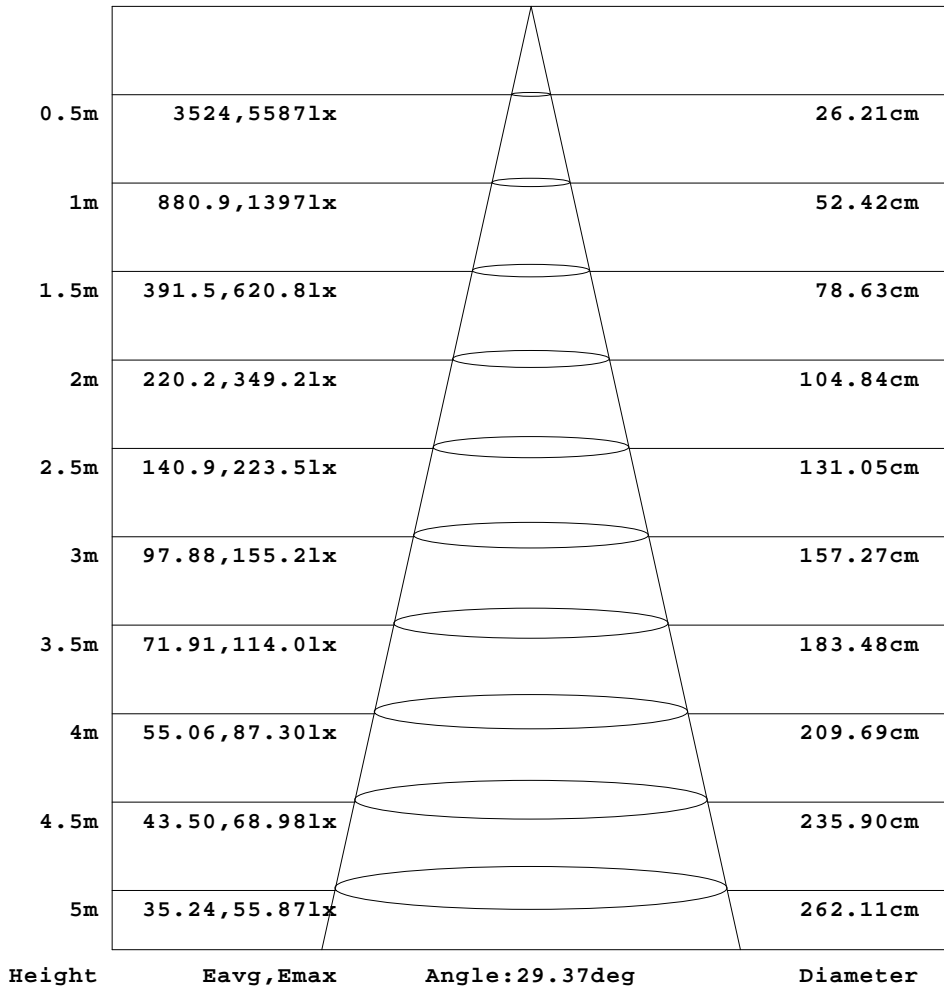 0.5m 3524,5587lx 26.21cm
1m 880.9,1397lx 52.42cm
1.5m 391.5,620.8lx 78.63cm
2m 220.2,349.2lx 104.84cm
2.5m 140.9,223.5lx 131.05cm
3m 97.88,155.2lx 157.27cm
3.5m 71.91,114.0lx 183.48cm
4m 55.06,87.30lx 209.69cm
4.5m 43.50,68.98lx 235.90cm
5m 35.24,55.87lx 262.11cm
Height Eavg,Emax Angle:29.37deg Diameter